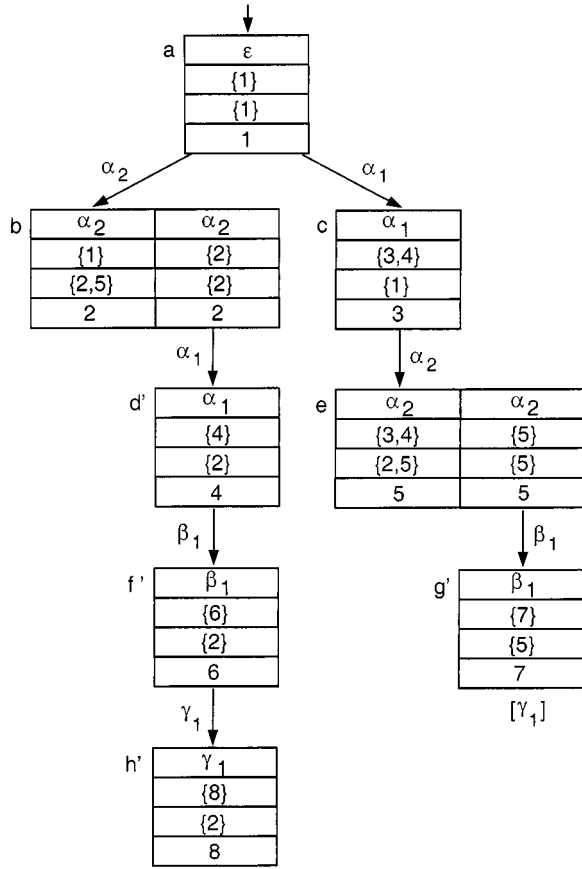 a
ε
{1}
{1}
1
α₂ α₁
b
α₂ α₂
{1} {2}
{2,5} {2}
2 2
c
α₁
{3,4}
{1}
3
α₁ α₂
d'
α₁
{4}
{2}
4
e
α₂ α₂
{3,4} {5}
{2,5} {5}
5 5
β₁ β₁
f'
β₁
{6}
{2}
6
g'
β₁
{7}
{5}
7
γ₁ [γ₁]
h'
γ₁
{8}
{2}
8